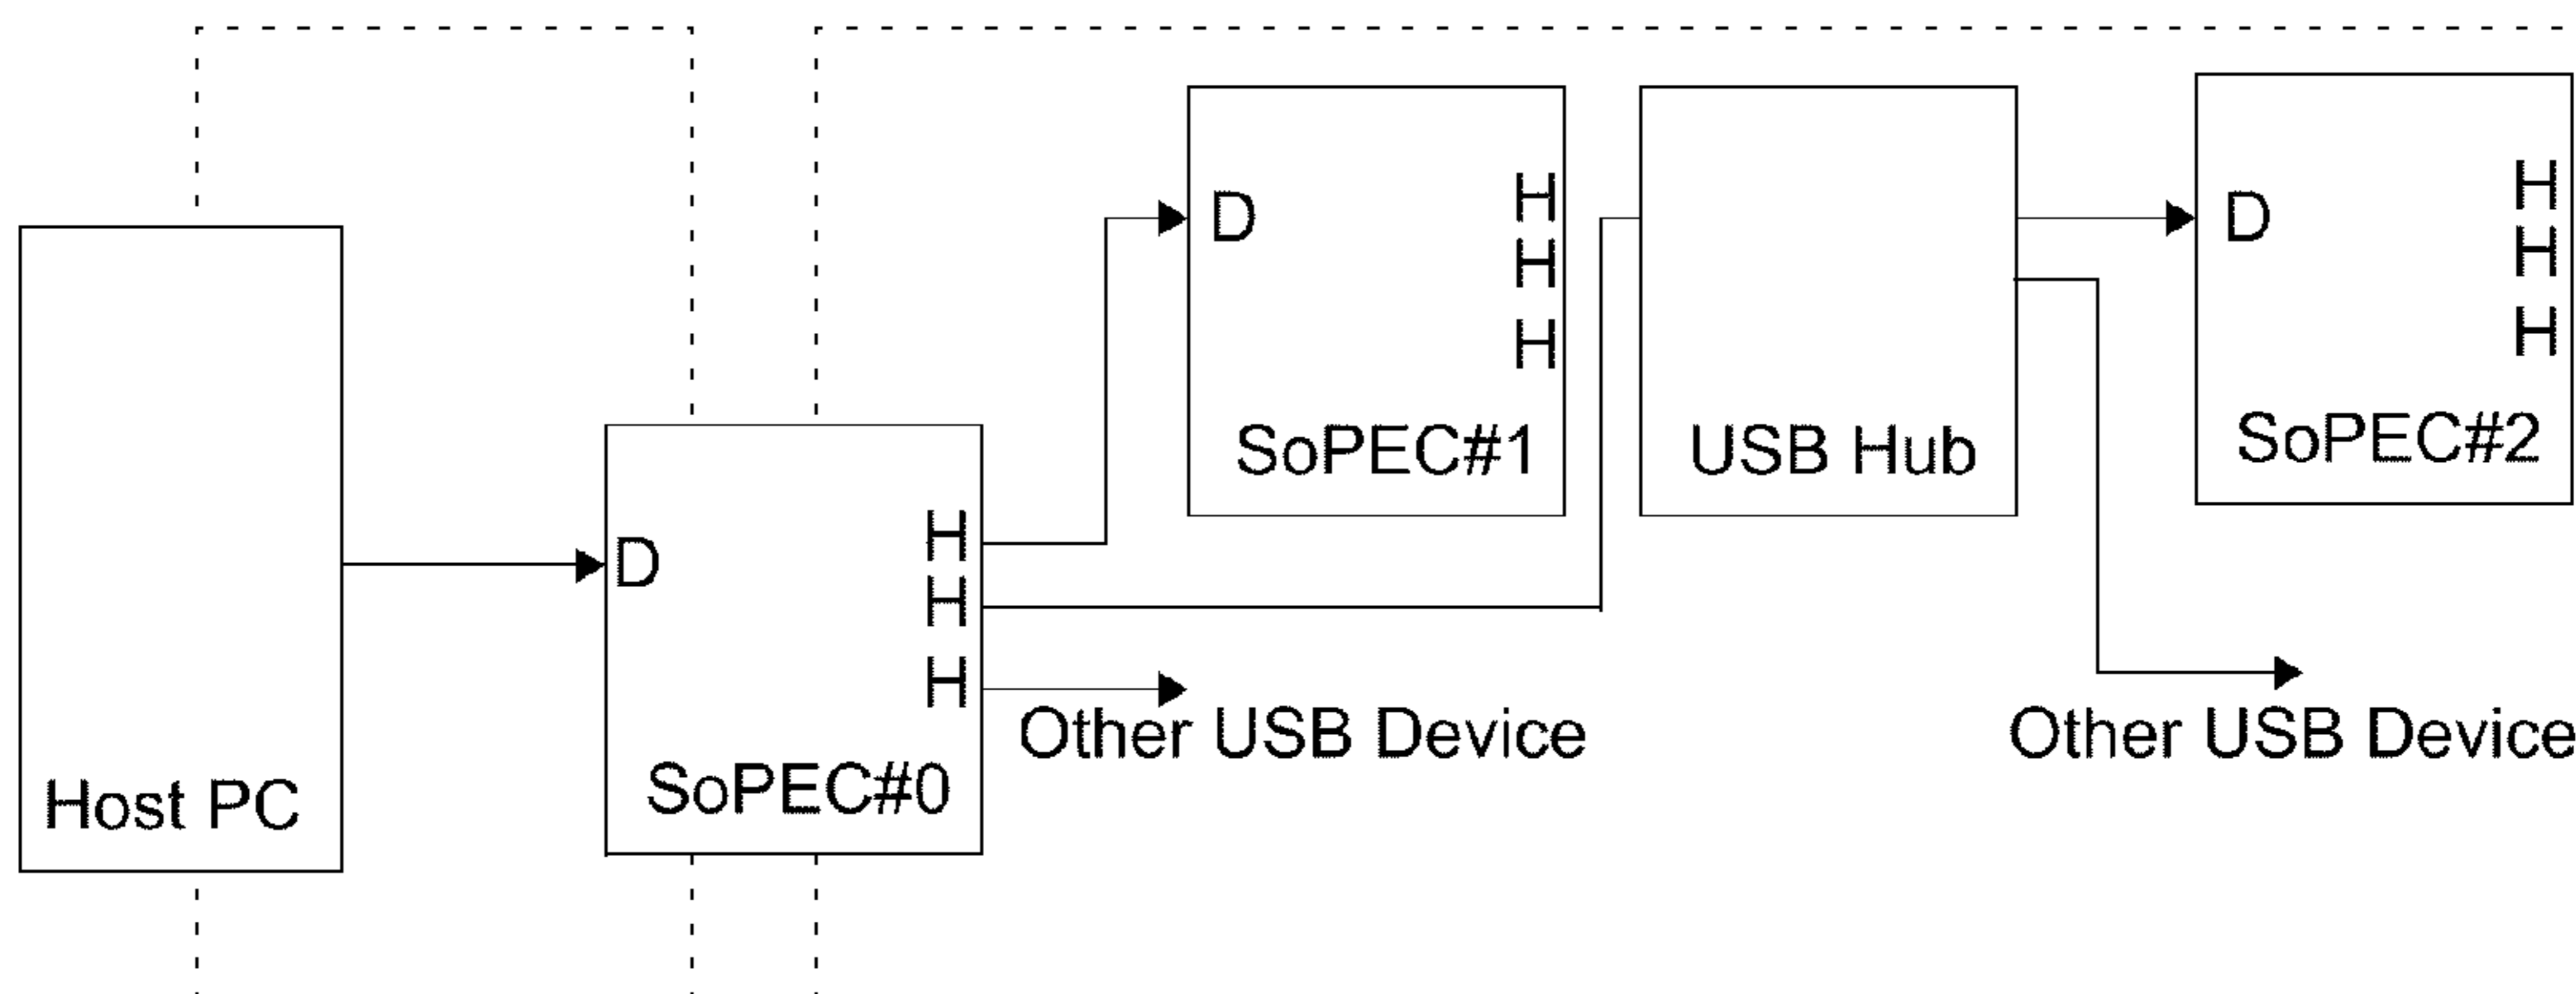 Host PC
D
H
H
H
SoPEC#0
D
H
H
H
SoPEC#1
USB Hub
D
H
H
H
SoPEC#2
Other USB Device
Other USB Device